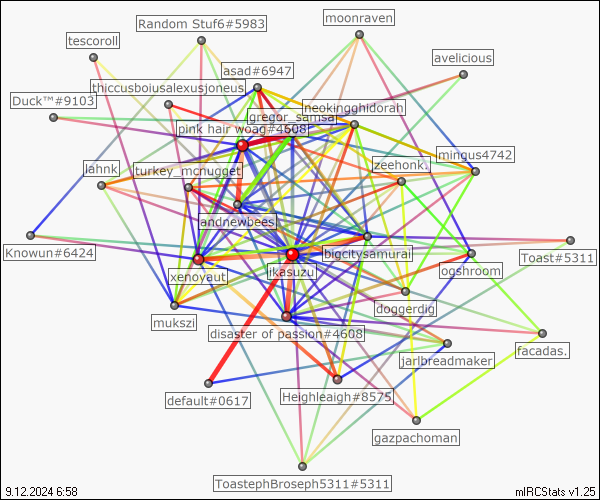 moonraven
Random Stuf6#5983
tescoroll
avelicious
asad#6947
thiccusboiusalexusjoneus
Duck™#9103
neokingghidorah
gregor_samsa
pink hair woag#4608
mingus4742
zeehonk.
lahnk
turkey_mcnugget
andnewbees
Knowun#6424
bigcitysamurai
Toast#5311
xenoyaut
ikasuzu
ogshroom
doggerdig
mukszi
disaster of passion#4608
facadas.
jarlbreadmaker
default#0617
Heighleigh#8575
gazpachoman
ToastephBroseph5311#5311
9.12.2024 6:58
mIRCStats v1.25